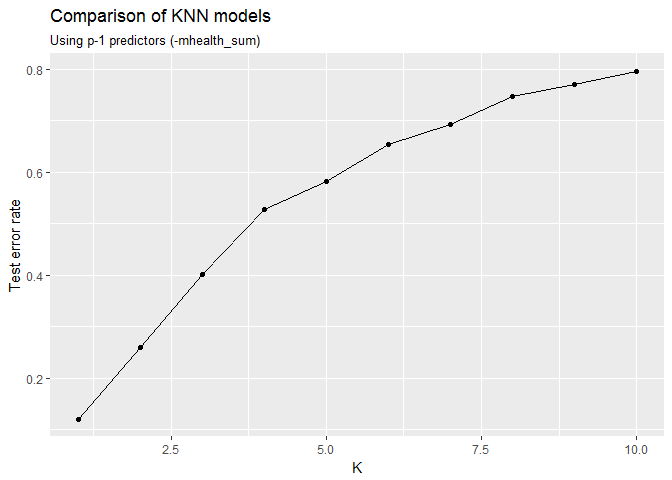 Comparison of KNN models
Using p-1 predictors (-mhealth_sum)
0.8
0.6
0.4
0.2
Test error rate
2.5 5.0 7.5 10.0
K